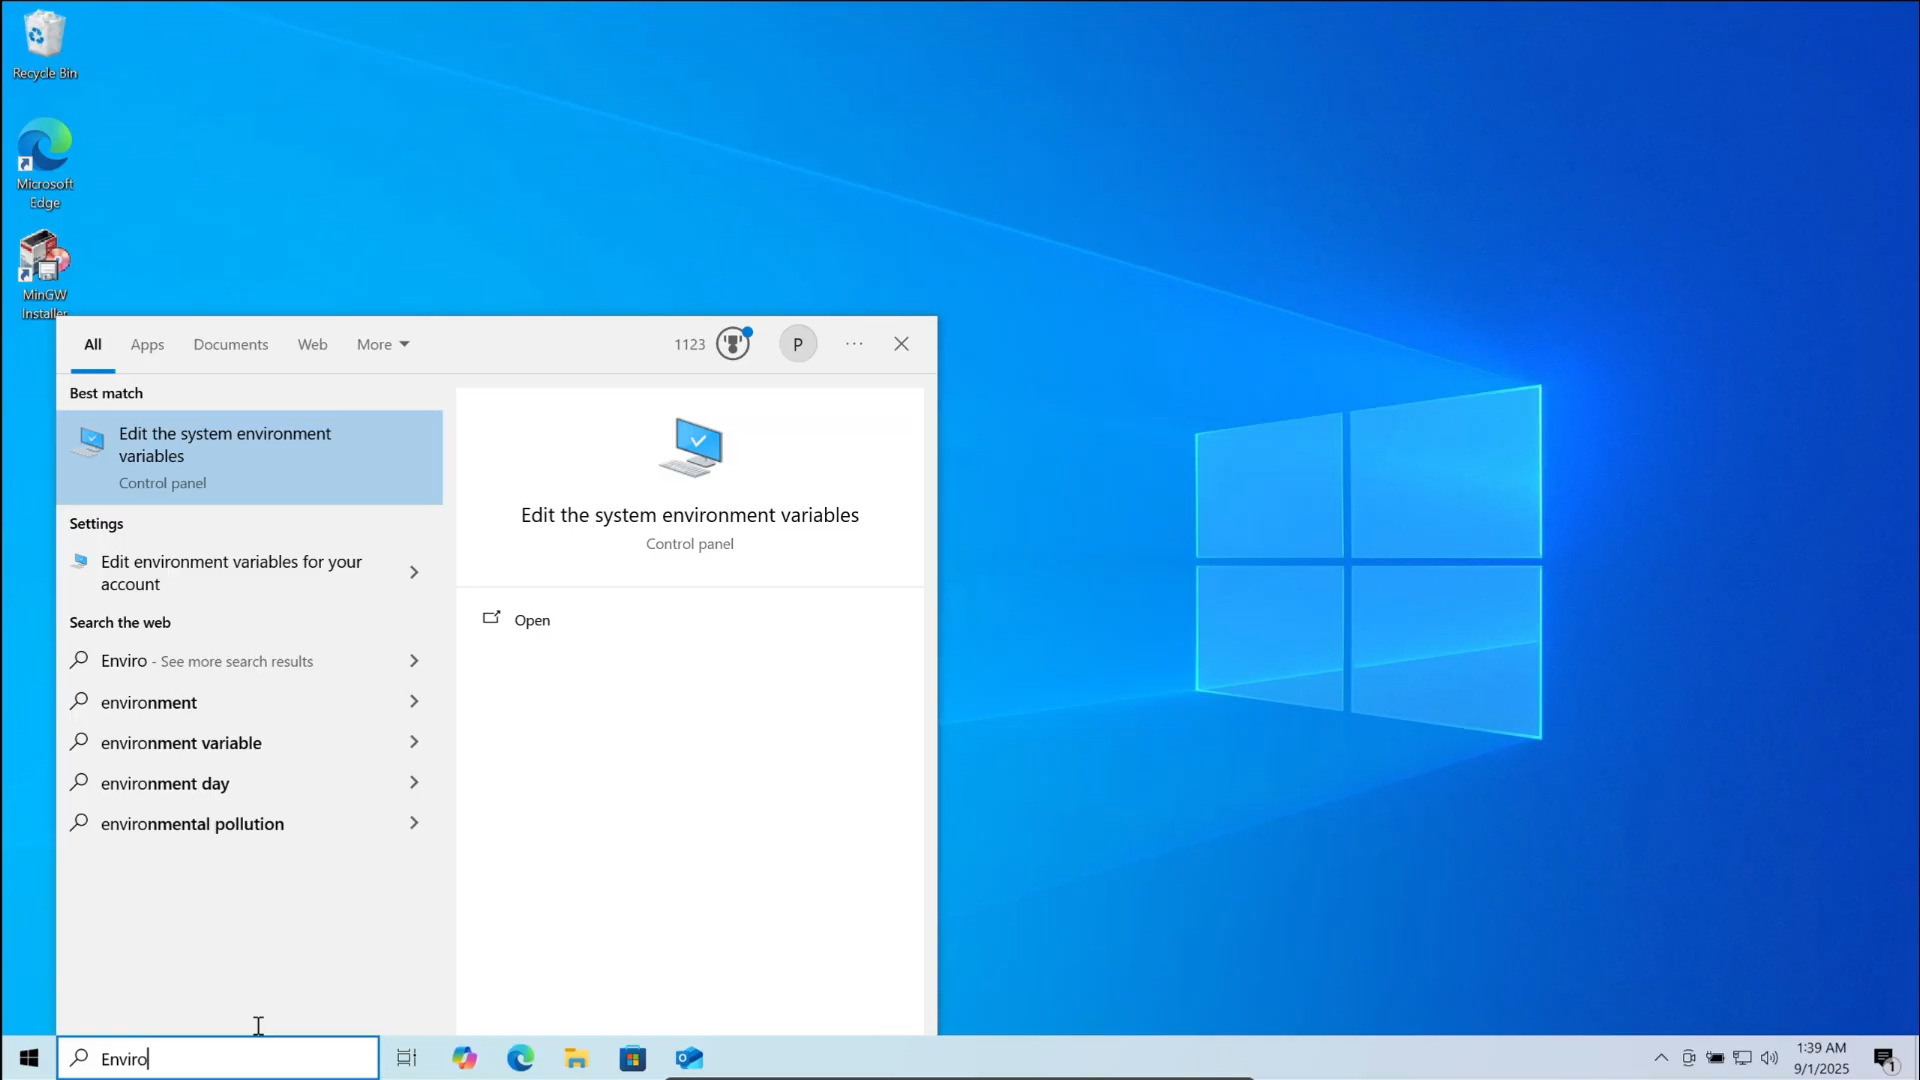 Recycle Bin
Microsoft
Edge
MinGW
Installer
All
Apps
Documents
Web
More
1123
P
Best match
Edit the system environment
variables
Control panel
Settings
Edit environment variables for your
account
Search the web
Enviro - See more search results
environment
environment variable
environment day
environmental pollution
Edit the system environment variables
Control panel
Open
Enviro
1:39 AM
9/1/2025
1